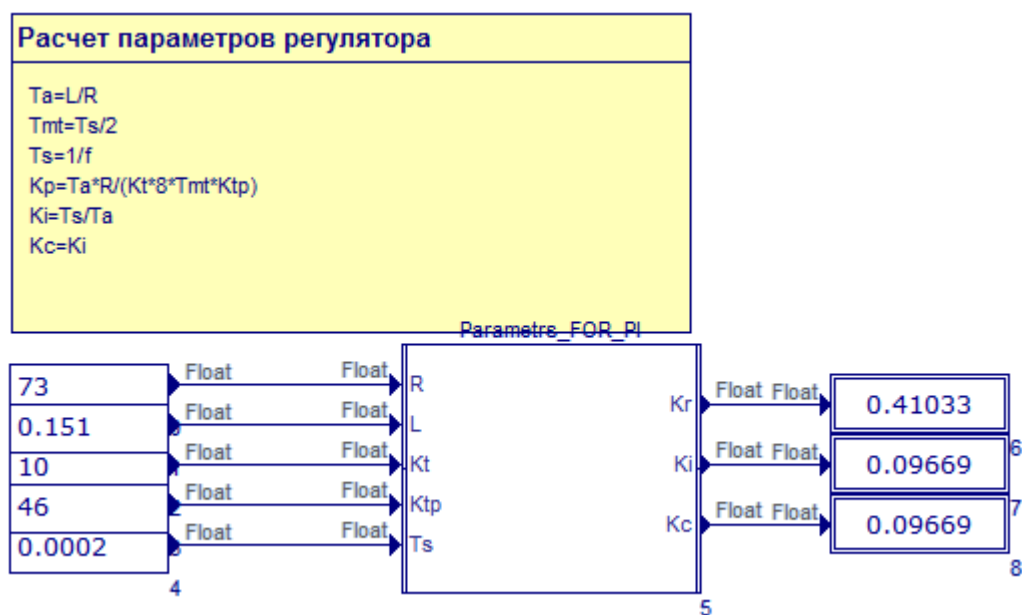 Расчет параметров регулятора
Ta=L/R
Tmt=Ts/2
Ts=1/f
Kp=Ta*R/(Kt*8*Tmt*Ktp)
Ki=Ts/Ta
Kc=Ki
Parametrs_FOR_PI
73 Float Float R
0.151 Float Float L
10 Float Float Kt
46 Float Float Ktp
0.0002 Float Float Ts
4
Kr Float Float 0.41033
6
Ki Float Float 0.09669
7
Kc Float Float 0.09669
8
5